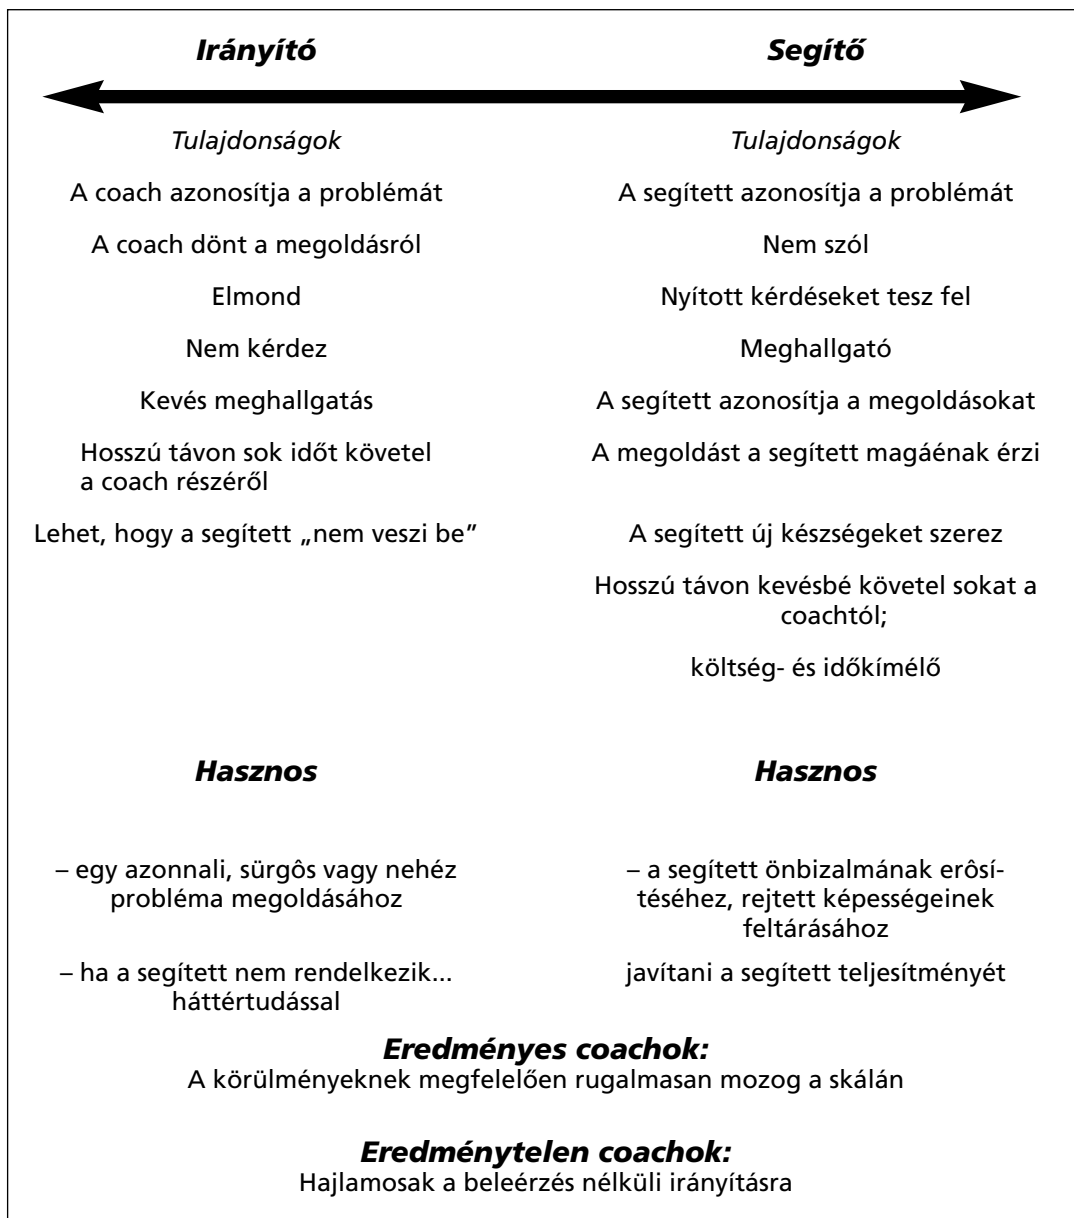 Irányító
Segítő
Tulajdonságok
Tulajdonságok
A coach azonosítja a problémát
A segített azonosítja a problémát
A coach dönt a megoldásról
Nem szól
Elmond
Nyított kérdéseket tesz fel
Nem kérdez
Meghallgató
Kevés meghallgatás
A segített azonosítja a megoldásokat
Hosszú távon sok időt követel
a coach részéről
A megoldást a segített magáénak érzi
Lehet, hogy a segített „nem veszi be”
A segített új készségeket szerez
Hosszú távon kevésbé követel sokat a
coachtól;
költség- és időkímélő
Hasznos
Hasznos
– egy azonnali, sürgôs vagy nehéz
probléma megoldásához
– a segített önbizalmának erôsí-
téséhez, rejtett képességeinek
feltárásához
– ha a segített nem rendelkezik...
háttértudással
javítani a segített teljesítményét
Eredményes coachok:
A körülményeknek megfelelően rugalmasan mozog a skálán
Eredménytelen coachok:
Hajlamosak a beleérzés nélküli irányításra